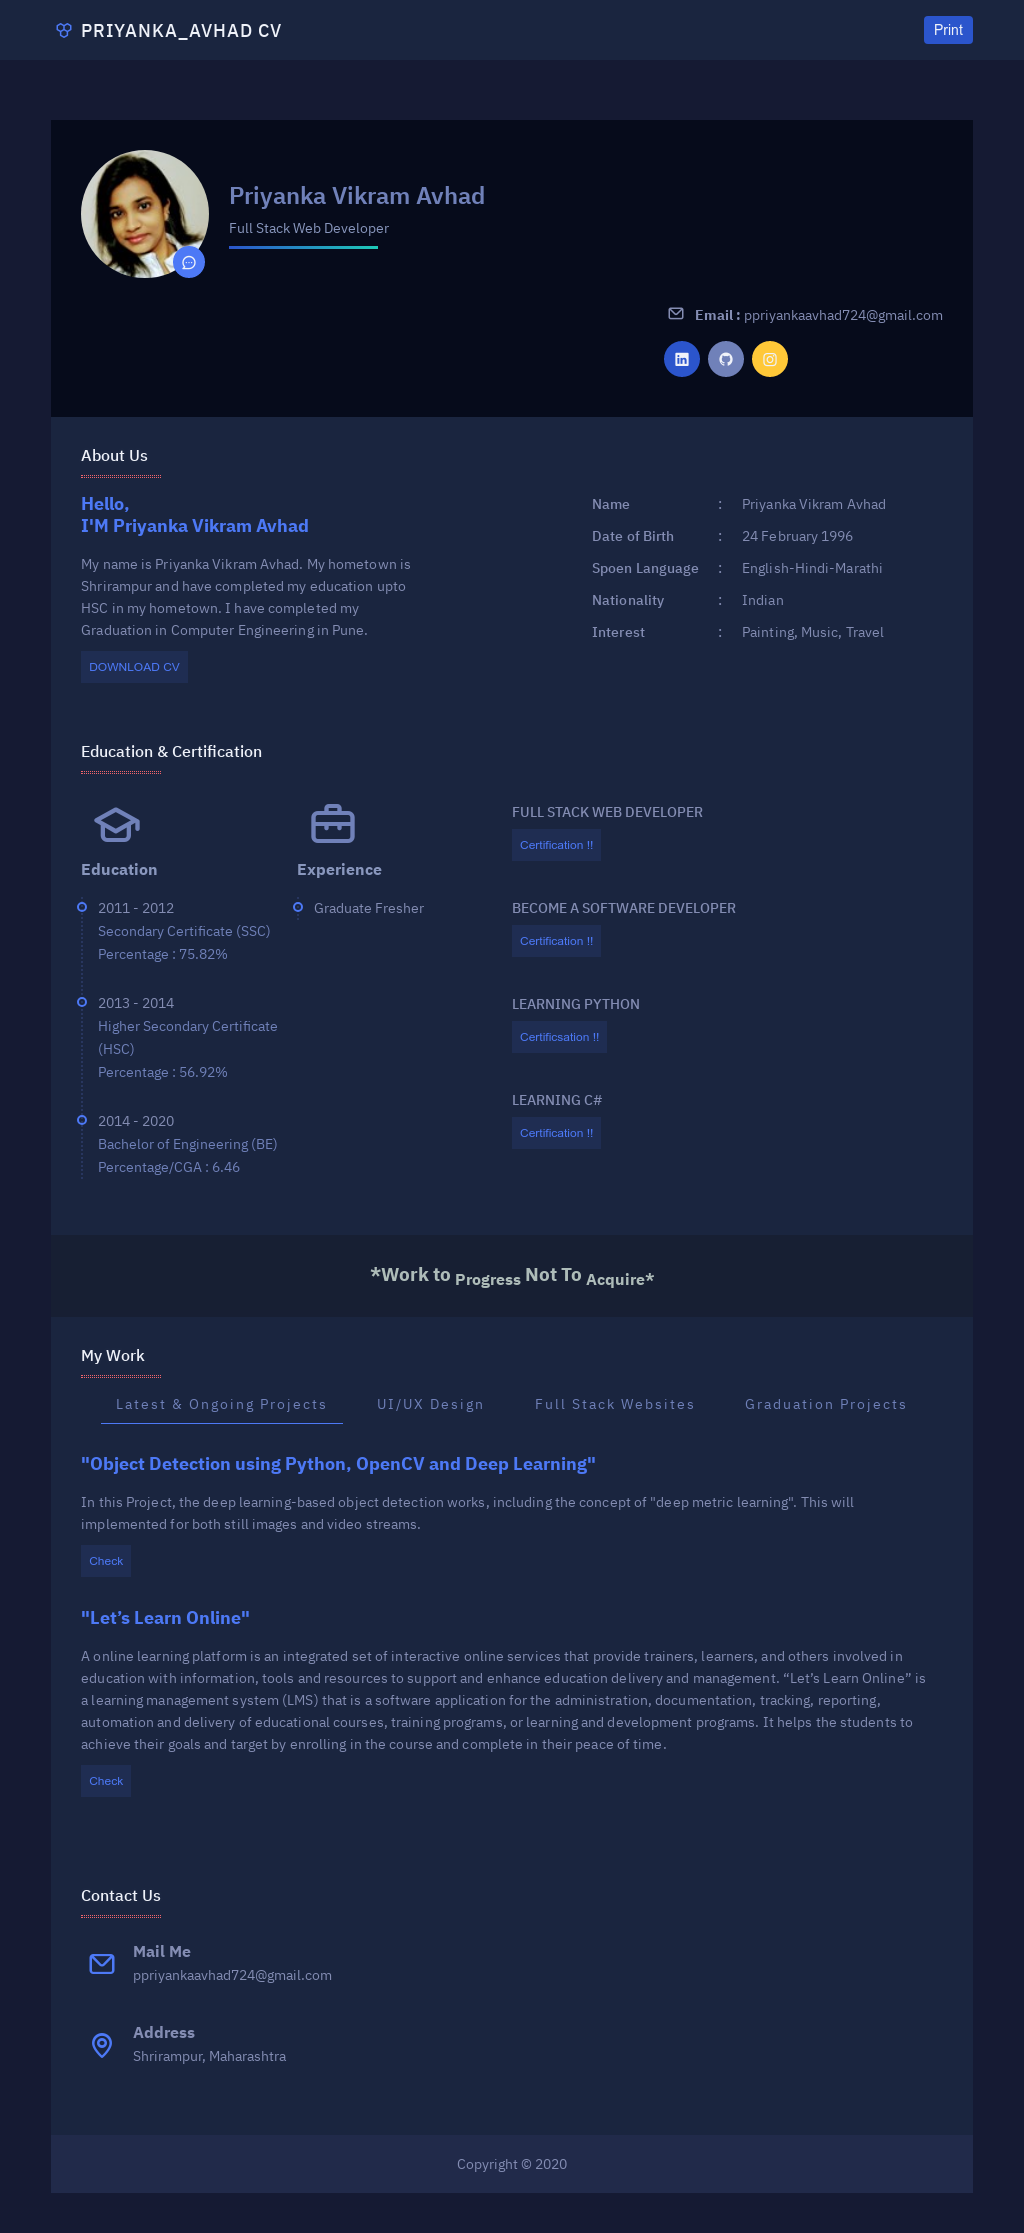 PRIYANKA_AVHAD CV
Print
Priyanka Vikram Avhad
Full Stack Web Developer
Email : ppriyankaavhad724@gmail.com
About Us
Hello,
I'M Priyanka Vikram Avhad
My name is Priyanka Vikram Avhad. My hometown is
Shrirampur and have completed my education upto
HSC in my hometown. I have completed my
Graduation in Computer Engineering in Pune.
DOWNLOAD CV
Name : Priyanka Vikram Avhad
Date of Birth : 24 February 1996
Spoen Language : English-Hindi-Marathi
Nationality : Indian
Interest : Painting, Music, Travel
Education & Certification
Education
2011 - 2012
Secondary Certificate (SSC)
Percentage : 75.82%
2013 - 2014
Higher Secondary Certificate
(HSC)
Percentage : 56.92%
2014 - 2020
Bachelor of Engineering (BE)
Percentage/CGA : 6.46
Experience
Graduate Fresher
FULL STACK WEB DEVELOPER
Certification !!
BECOME A SOFTWARE DEVELOPER
Certification !!
LEARNING PYTHON
Certificsation !!
LEARNING C#
Certification !!
*Work to Progress Not To Acquire*
My Work
Latest & Ongoing Projects UI/UX Design Full Stack Websites Graduation Projects
"Object Detection using Python, OpenCV and Deep Learning"
In this Project, the deep learning-based object detection works, including the concept of "deep metric learning". This will
implemented for both still images and video streams.
Check
"Let’s Learn Online"
A online learning platform is an integrated set of interactive online services that provide trainers, learners, and others involved in
education with information, tools and resources to support and enhance education delivery and management. “Let’s Learn Online” is
a learning management system (LMS) that is a software application for the administration, documentation, tracking, reporting,
automation and delivery of educational courses, training programs, or learning and development programs. It helps the students to
achieve their goals and target by enrolling in the course and complete in their peace of time.
Check
Contact Us
Mail Me
ppriyankaavhad724@gmail.com
Address
Shrirampur, Maharashtra
Copyright © 2020